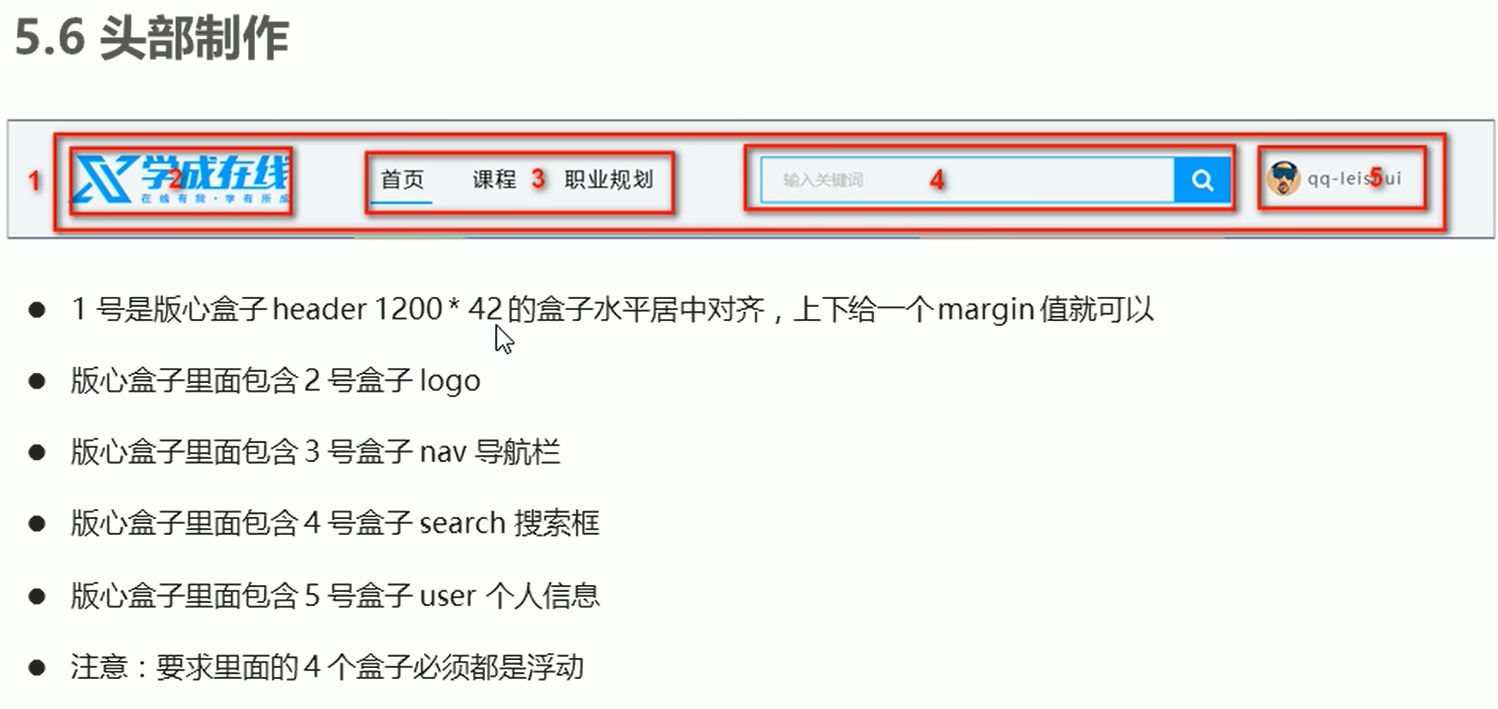 5.6 头部制作
1
学成在线
2
在线有我·学有所成
首页 课程 3 职业规划
输入关键词 4
qq-leishui 5
● 1 号是版心盒子 header 1200 * 42 的盒子水平居中对齐，上下给一个 margin 值就可以
● 版心盒子里面包含 2 号盒子 logo
● 版心盒子里面包含 3 号盒子 nav 导航栏
● 版心盒子里面包含 4 号盒子 search 搜索框
● 版心盒子里面包含 5 号盒子 user 个人信息
● 注意：要求里面的 4 个盒子必须都是浮动